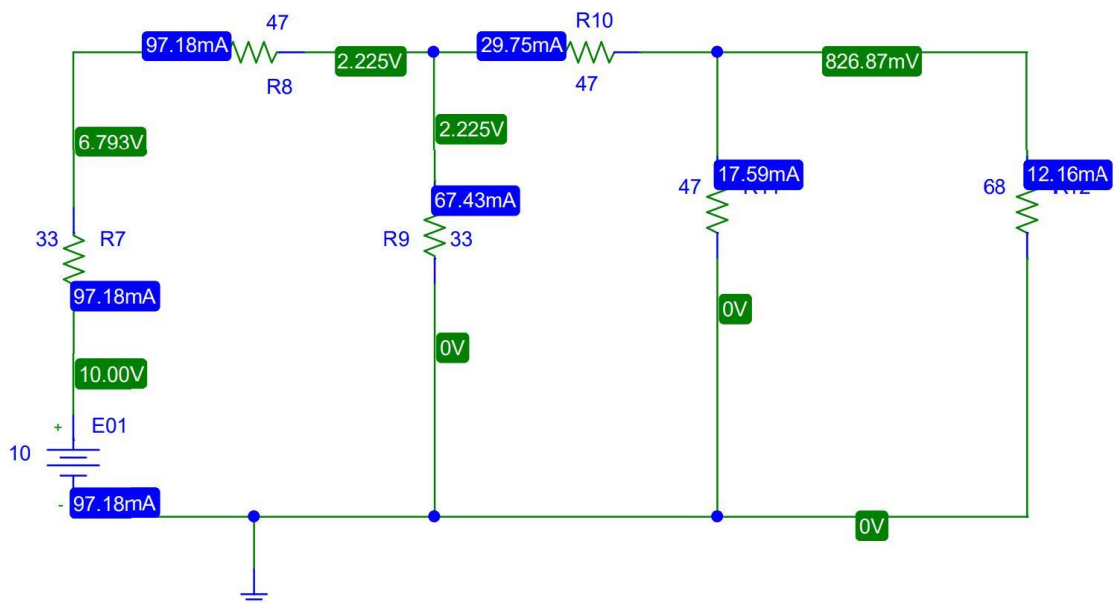 47
R10
97.18mA
29.75mA
2.225V
826.87mV
R8
47
2.225V
6.793V
17.59mA
12.16mA
47
68
67.43mA
33
R7
R9
33
97.18mA
0V
0V
10.00V
+
E01
10
-
97.18mA
0V